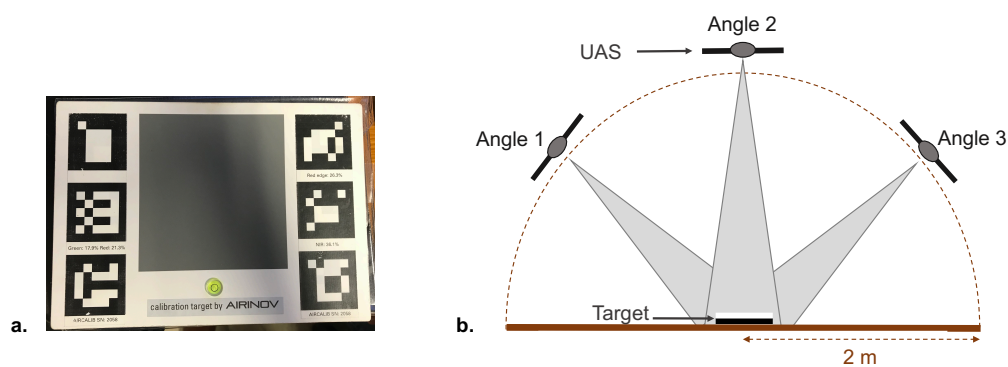 Red edge: 26.3%
Green: 17.9% Red: 21.3%
NIR: 36.1%
calibration target by AIRINOV
AIRCALIB SN: 2058
AIRCALIB SN: 2058
a.
Angle 2
UAS
Angle 1
Angle 3
Target
b.
2 m